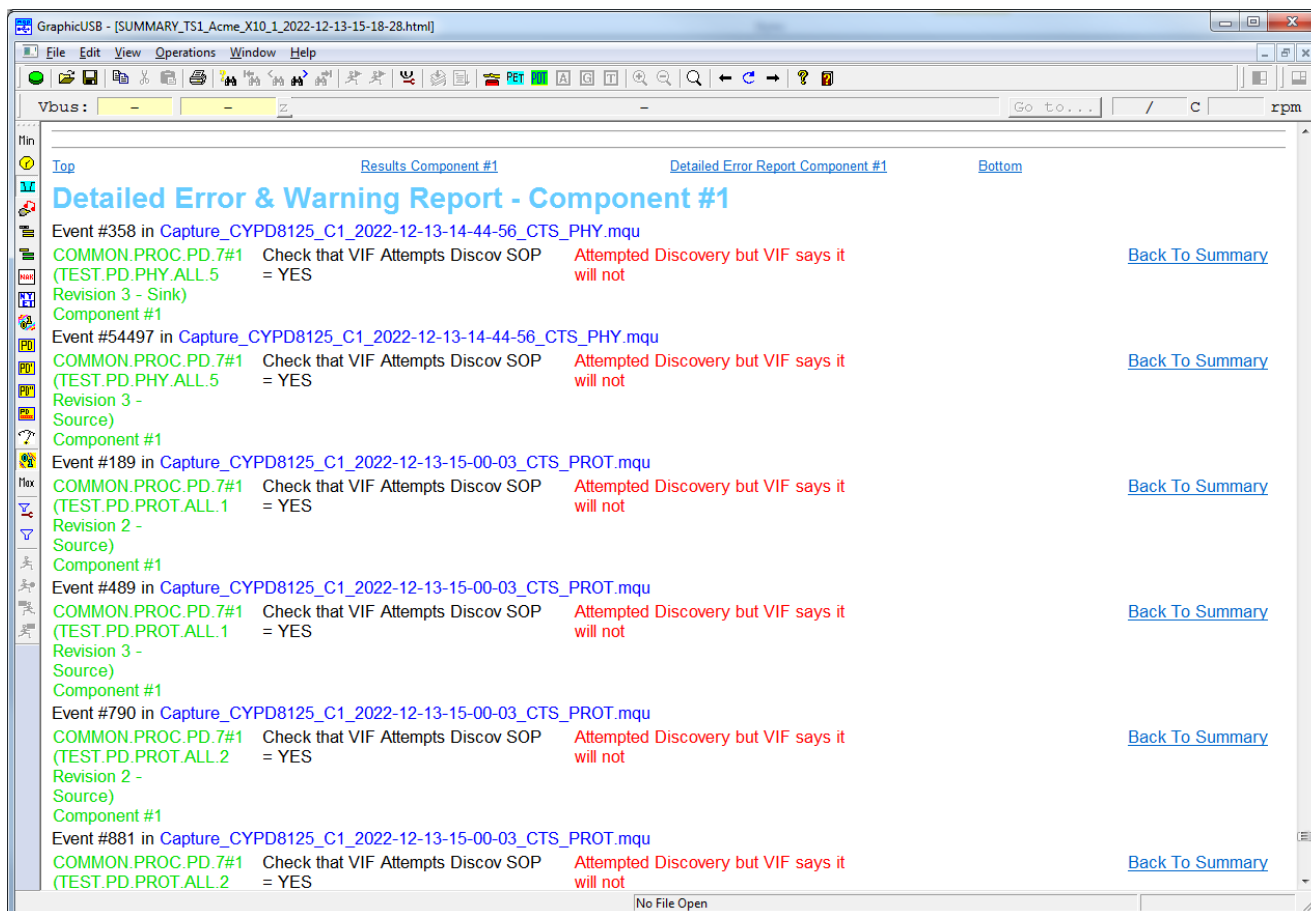 GraphicUSB - [SUMMARY_TS1_Acme_X10_1_2022-12-13-15-18-28.html]
File Edit View Operations Window Help
PET PDT A G T
Vbus: - - z - Go to... / C rpm
Min
Top Results Component #1 Detailed Error Report Component #1 Bottom
Detailed Error & Warning Report - Component #1
Event #358 in Capture_CYPD8125_C1_2022-12-13-14-44-56_CTS_PHY.mqu
COMMON.PROC.PD.7#1 Check that VIF Attempts Discov SOP Attempted Discovery but VIF says it Back To Summary
(TEST.PD.PHY.ALL.5 = YES will not
Revision 3 - Sink)
Component #1
Event #54497 in Capture_CYPD8125_C1_2022-12-13-14-44-56_CTS_PHY.mqu
COMMON.PROC.PD.7#1 Check that VIF Attempts Discov SOP Attempted Discovery but VIF says it Back To Summary
(TEST.PD.PHY.ALL.5 = YES will not
Revision 3 -
Source)
Component #1
Event #189 in Capture_CYPD8125_C1_2022-12-13-15-00-03_CTS_PROT.mqu
COMMON.PROC.PD.7#1 Check that VIF Attempts Discov SOP Attempted Discovery but VIF says it Back To Summary
(TEST.PD.PROT.ALL.1 = YES will not
Revision 2 -
Source)
Component #1
Event #489 in Capture_CYPD8125_C1_2022-12-13-15-00-03_CTS_PROT.mqu
COMMON.PROC.PD.7#1 Check that VIF Attempts Discov SOP Attempted Discovery but VIF says it Back To Summary
(TEST.PD.PROT.ALL.1 = YES will not
Revision 3 -
Source)
Component #1
Event #790 in Capture_CYPD8125_C1_2022-12-13-15-00-03_CTS_PROT.mqu
COMMON.PROC.PD.7#1 Check that VIF Attempts Discov SOP Attempted Discovery but VIF says it Back To Summary
(TEST.PD.PROT.ALL.2 = YES will not
Revision 2 -
Source)
Component #1
Event #881 in Capture_CYPD8125_C1_2022-12-13-15-00-03_CTS_PROT.mqu
COMMON.PROC.PD.7#1 Check that VIF Attempts Discov SOP Attempted Discovery but VIF says it Back To Summary
(TEST.PD.PROT.ALL.2 = YES will not
NAK
NYET
PD
PD'
PD"
PD
Max
No File Open